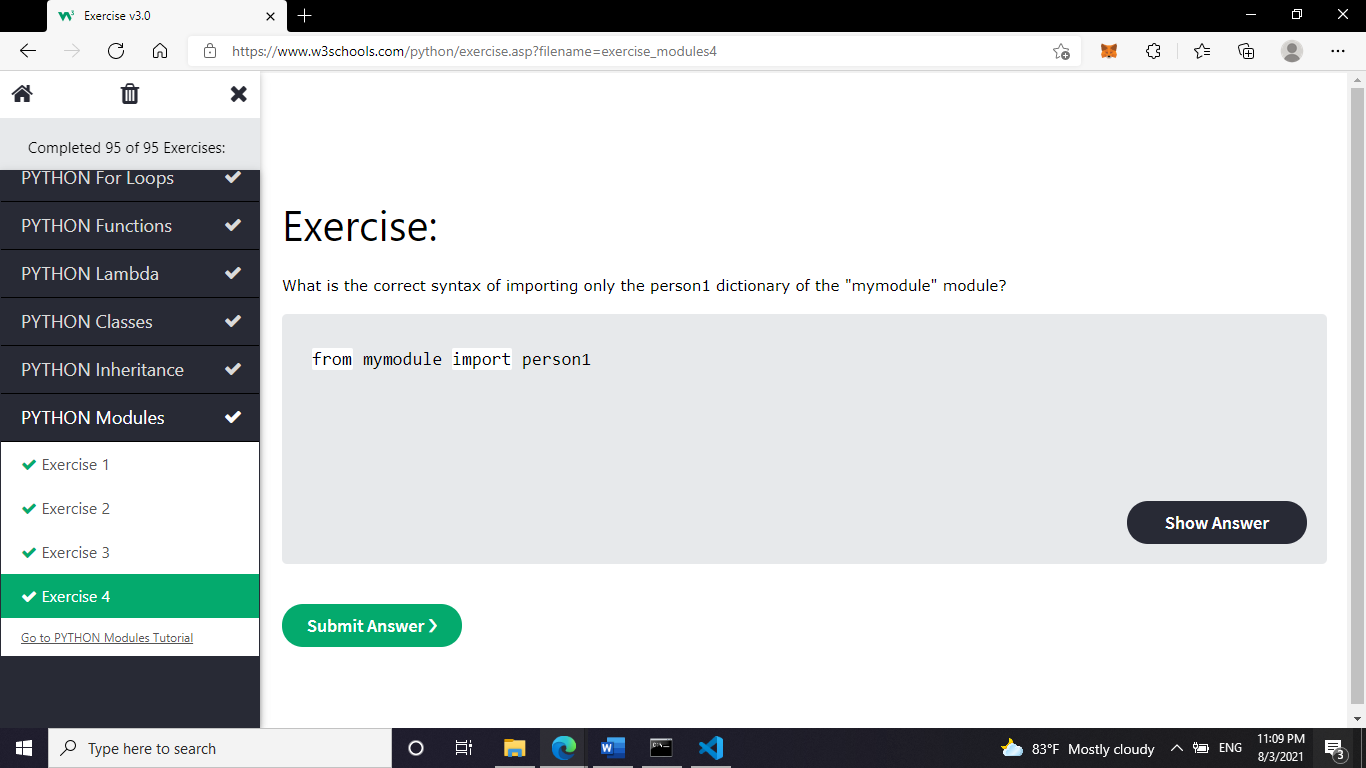 Exercise v3.0
https://www.w3schools.com/python/exercise.asp?filename=exercise_modules4
Completed 95 of 95 Exercises:
PYTHON For Loops
PYTHON Functions
PYTHON Lambda
PYTHON Classes
PYTHON Inheritance
PYTHON Modules
Exercise 1
Exercise 2
Exercise 3
Exercise 4
Go to PYTHON Modules Tutorial
Exercise:
What is the correct syntax of importing only the person1 dictionary of the "mymodule" module?
from mymodule import person1
Show Answer
Submit Answer ❯
Type here to search
83°F Mostly cloudy
ENG
11:09 PM
8/3/2021
3